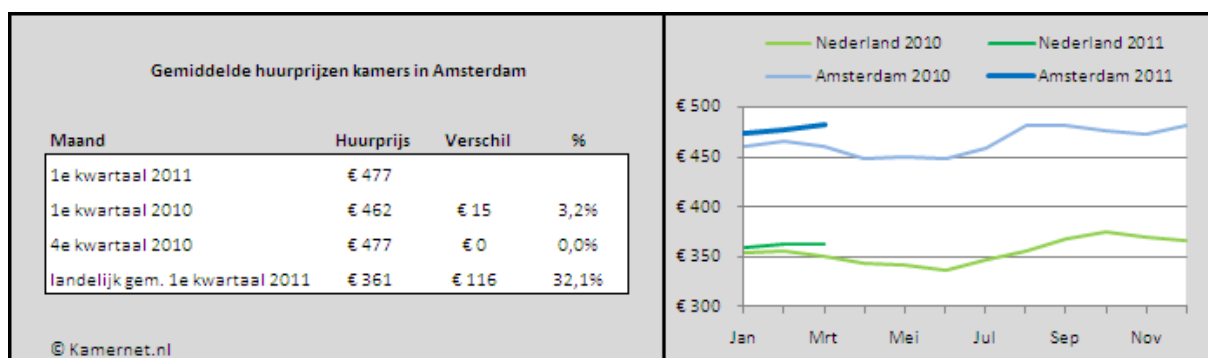 Gemiddelde huurprijzen kamers in Amsterdam
Maand Huurprijs Verschil %
1e kwartaal 2011 € 477
1e kwartaal 2010 € 462 € 15 3,2%
4e kwartaal 2010 € 477 € 0 0,0%
landelijk gem. 1e kwartaal 2011 € 361 € 116 32,1%
© Kamernet.nl
Nederland 2010 Nederland 2011
Amsterdam 2010 Amsterdam 2011
€ 500
€ 450
€ 400
€ 350
€ 300
Jan Mrt Mei Jul Sep Nov